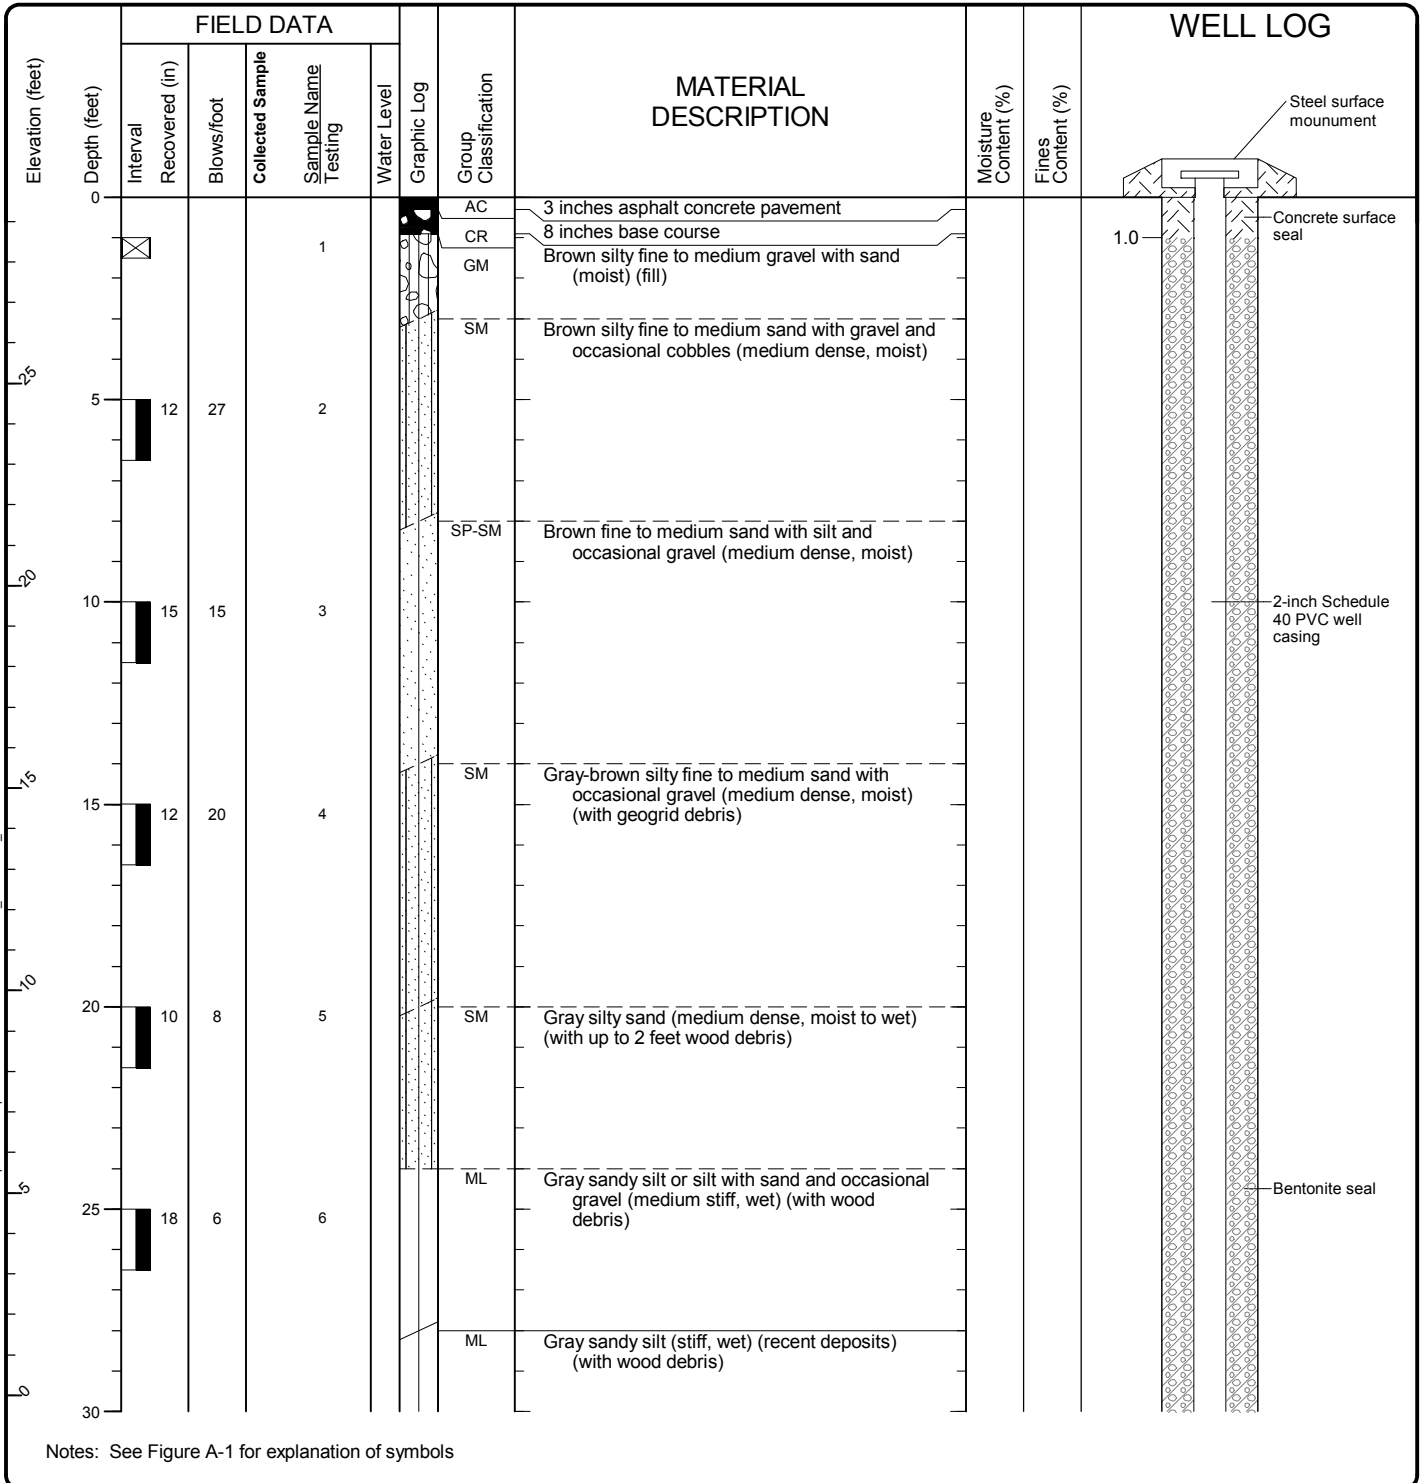 FIELD DATA
WELL LOG
Elevation (feet)
Depth (feet)
Interval
Recovered (in)
Blows/foot
Collected Sample
Sample Name
Testing
Water Level
Graphic Log
Group
Classification
MATERIAL
DESCRIPTION
Moisture
Content (%)
Fines
Content (%)
Steel surface
mounument
0
AC
3 inches asphalt concrete pavement
Concrete surface
seal
CR
8 inches base course
1.0
1
GM
Brown silty fine to medium gravel with sand
(moist) (fill)
SM
Brown silty fine to medium sand with gravel and
occasional cobbles (medium dense, moist)
25
5
12
27
2
SP-SM
Brown fine to medium sand with silt and
occasional gravel (medium dense, moist)
20
10
15
15
3
2-inch Schedule
40 PVC well
casing
SM
Gray-brown silty fine to medium sand with
occasional gravel (medium dense, moist)
(with geogrid debris)
15
15
12
20
4
10
20
10
8
5
SM
Gray silty sand (medium dense, moist to wet)
(with up to 2 feet wood debris)
ML
Gray sandy silt or silt with sand and occasional
gravel (medium stiff, wet) (with wood
debris)
5
Bentonite seal
25
18
6
6
ML
Gray sandy silt (stiff, wet) (recent deposits)
(with wood debris)
0
30
Notes: See Figure A-1 for explanation of symbols